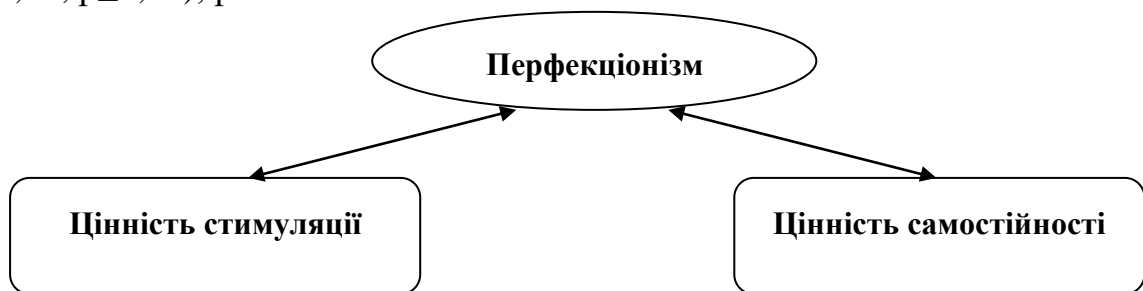 Перфекціонізм
Цінність стимуляції
Цінність самостійності